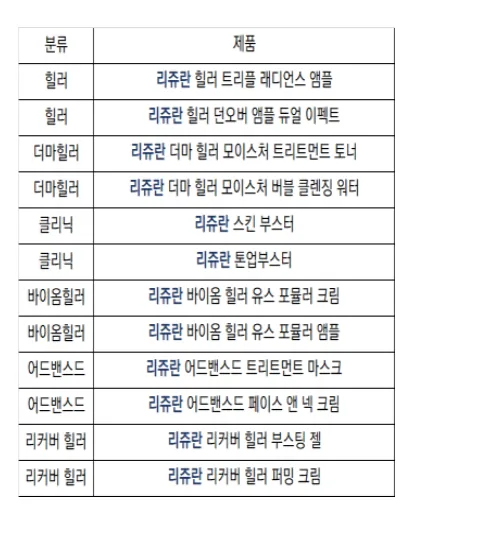 분류 제품
힐러 리쥬란 힐러 트리플 래디언스 앰플
힐러 리쥬란 힐러 던오버 앰플 듀얼 이펙트
더마힐러 리쥬란 더마 힐러 모이스처 트리트먼트 토너
더마힐러 리쥬란 더마 힐러 모이스처 버블 클렌징 워터
클리닉 리쥬란 스킨 부스터
클리닉 리쥬란 톤업부스터
바이옴힐러 리쥬란 바이옴 힐러 유스 포뮬러 크림
바이옴힐러 리쥬란 바이옴 힐러 유스 포뮬러 앰플
어드밴스드 리쥬란 어드밴스드 트리트먼트 마스크
어드밴스드 리쥬란 어드밴스드 페이스 앤 넥 크림
리커버 힐러 리쥬란 리커버 힐러 부스팅 젤
리커버 힐러 리쥬란 리커버 힐러 퍼밍 크림